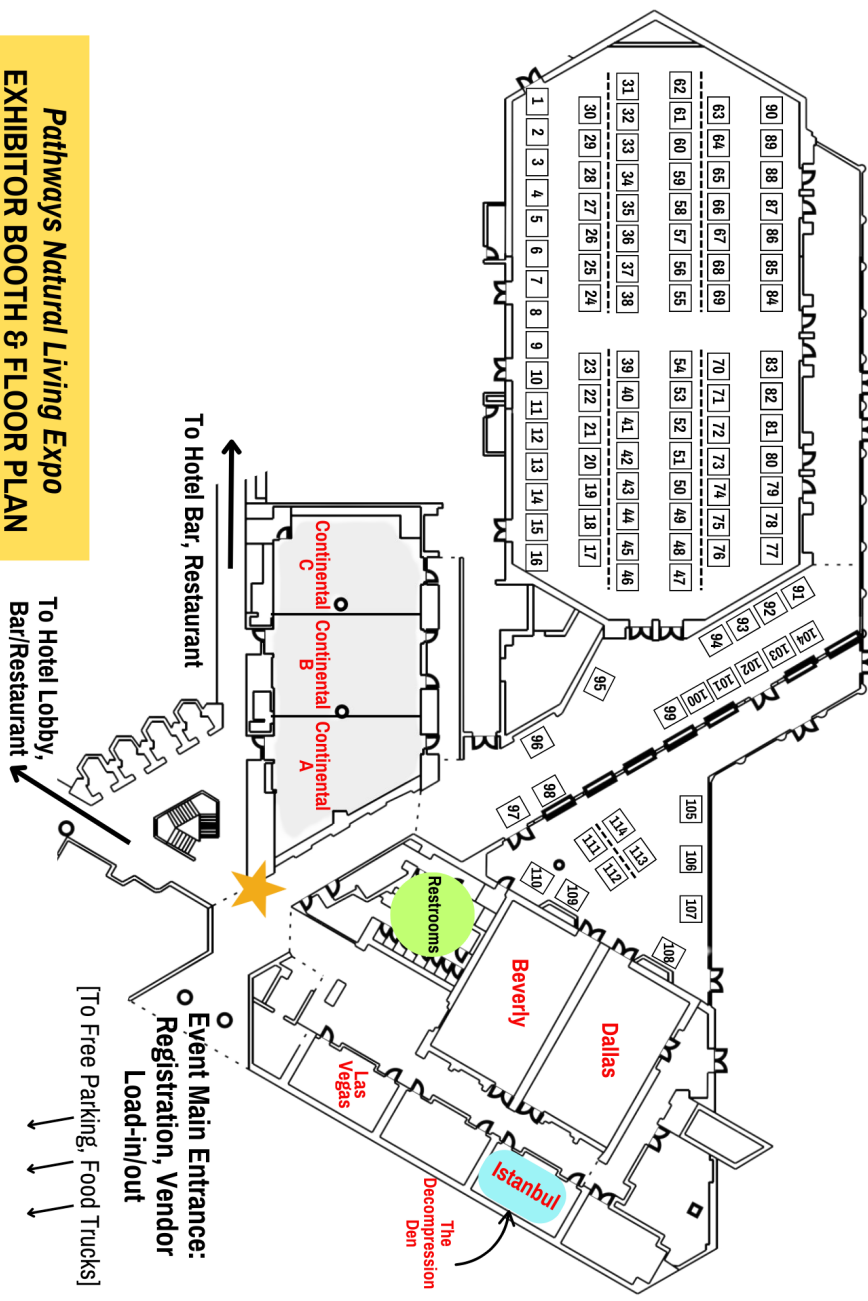 90 89 88 87 86 85 84 83 82 81 80 79 78 77
63 64 65 66 67 68 69 70 71 72 73 74 75 76
62 61 60 59 58 57 56 55 54 53 52 51 50 49 48 47
31 32 33 34 35 36 37 38 39 40 41 42 43 44 45 46
30 29 28 27 26 25 24 23 22 21 20 19 18 17
1 2 3 4 5 6 7 8 9 10 11 12 13 14 15 16
91
92
93
94
104
103
102
101
100
99
95
96
98
97
105 106 107
108
114 113
111 112
109
110
Dallas
Beverly
Restrooms
Istanbul
The
Decompression
Den
Las
Vegas
Continental
C
Continental
B
Continental
A
To Hotel Bar, Restaurant
To Hotel Lobby,
Bar/Restaurant
Event Main Entrance:
Registration, Vendor
Load-in/out
[To Free Parking, Food Trucks]
Pathways Natural Living Expo
EXHIBITOR BOOTH & FLOOR PLAN